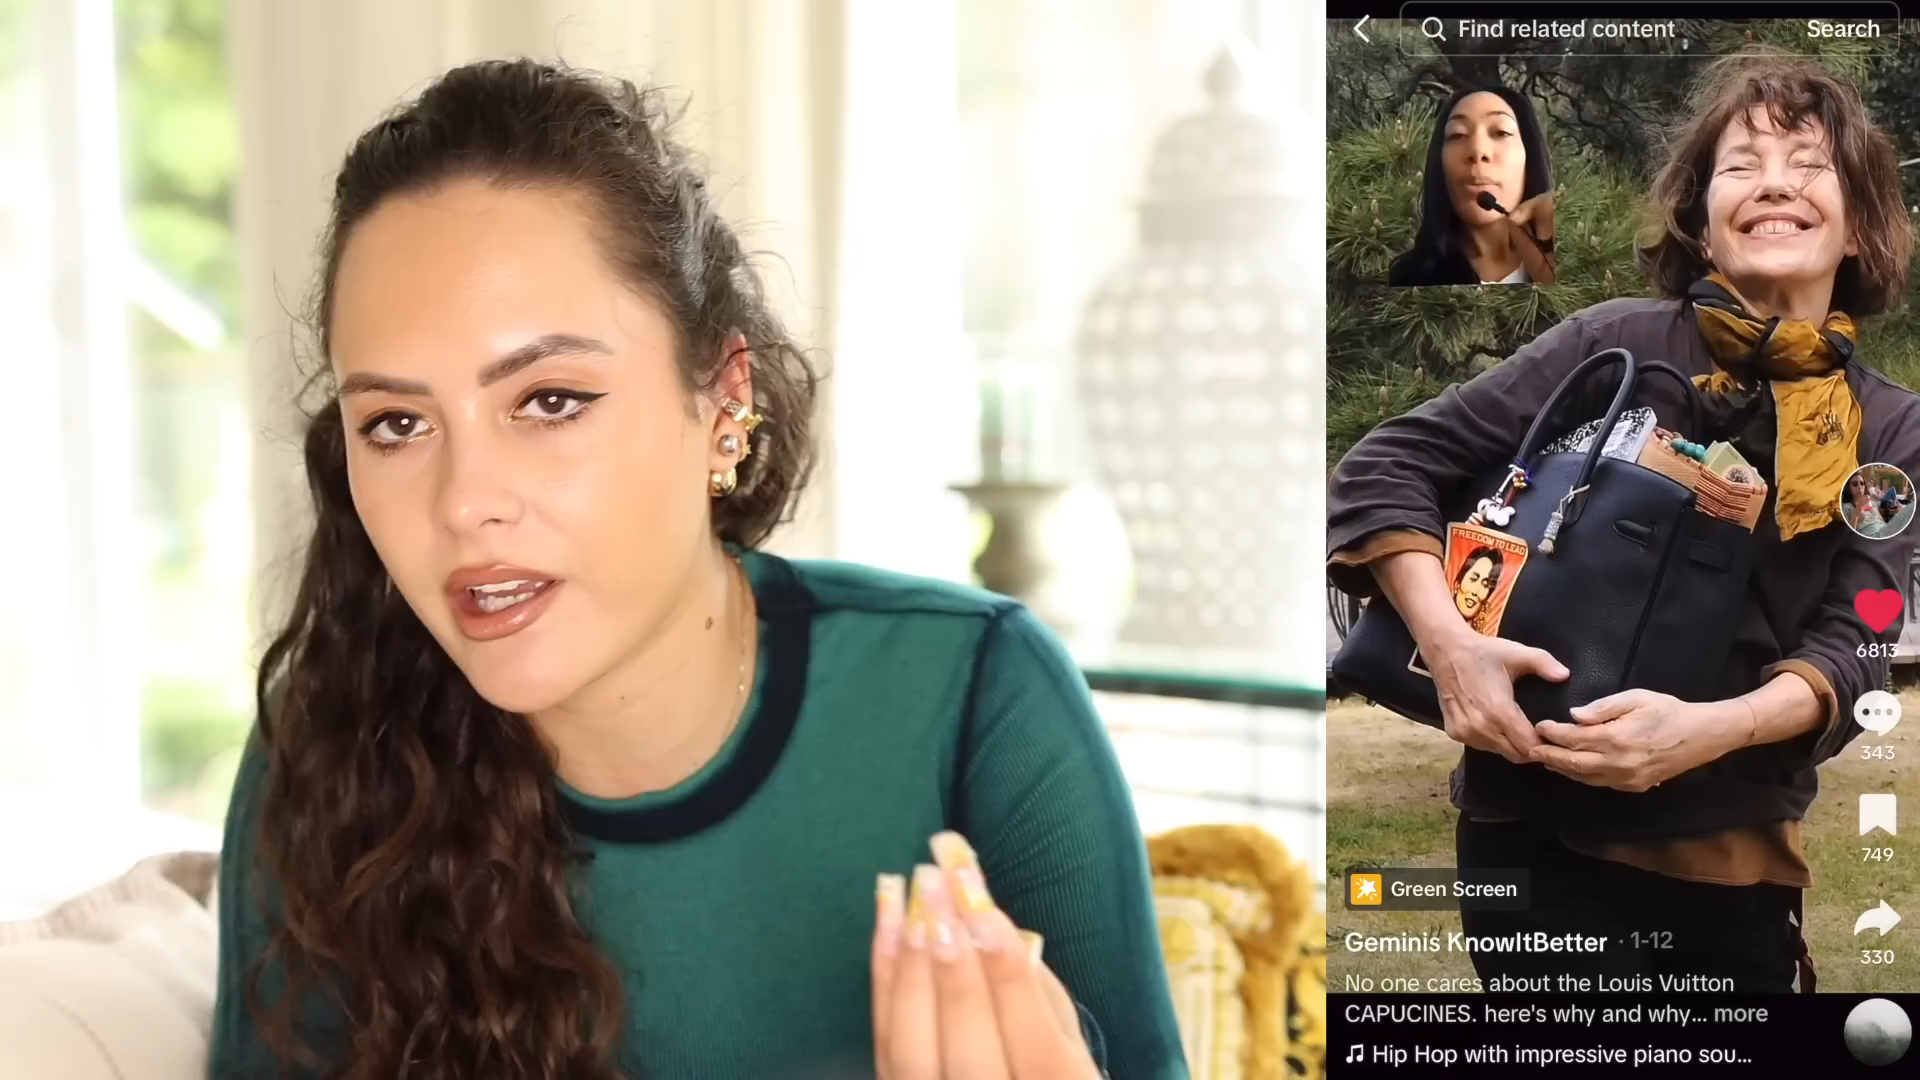 Find related content
Search
FREEDOM TO LEAD
6813
343
749
330
Green Screen
Geminis KnowItBetter · 1-12
No one cares about the Louis Vuitton
CAPUCINES. here's why and why... more
Hip Hop with impressive piano sou...